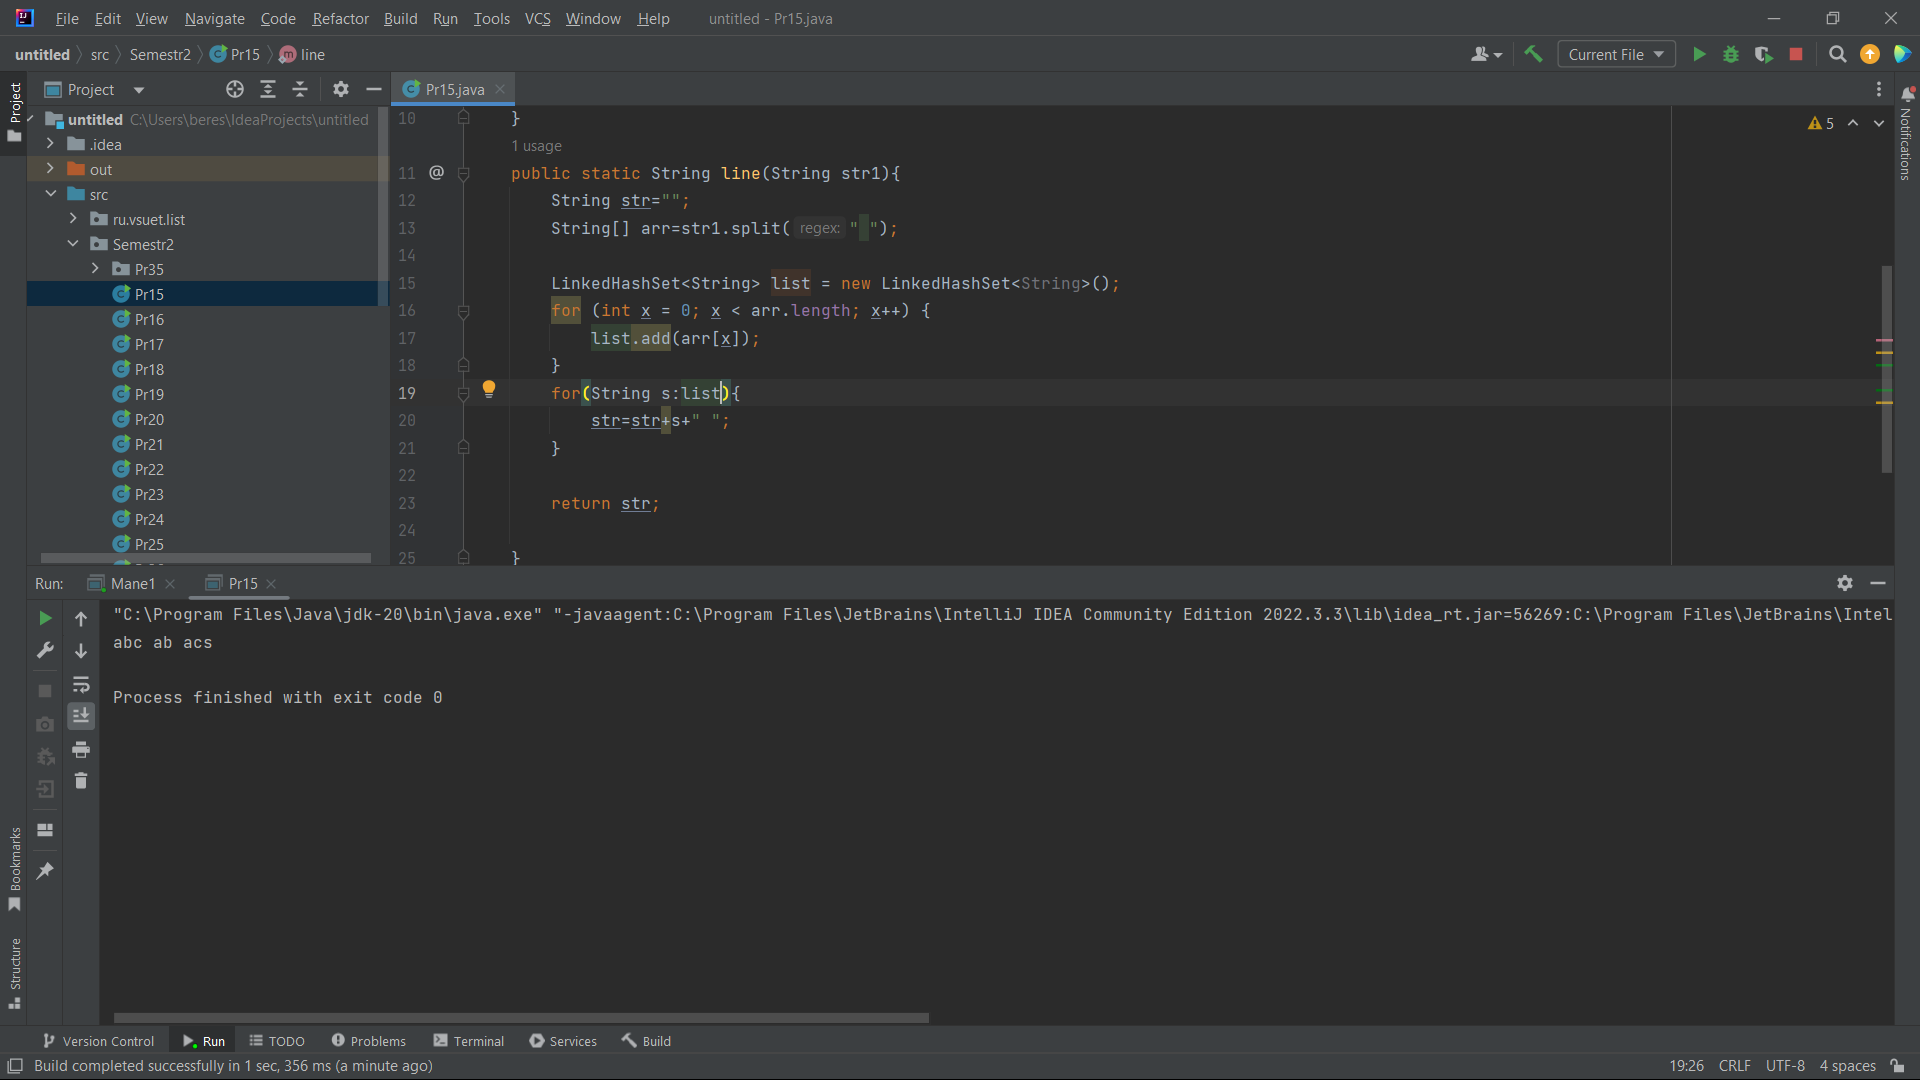 File Edit View Navigate Code Refactor Build Run Tools VCS Window Help untitled - Pr15.java
untitled src Semestr2 Pr15 m line Current File
Project Pr15.java
untitled C:\Users\beres\IdeaProjects\untitled
.idea
out
src
ru.vsuet.list
Semestr2
Pr35
Pr15
Pr16
Pr17
Pr18
Pr19
Pr20
Pr21
Pr22
Pr23
Pr24
Pr25
Project
Bookmarks
Structure
Notifications
5
10 }
1 usage
11 @ public static String line(String str1){
12 String str="";
13 String[] arr=str1.split( regex: " ");
14
15 LinkedHashSet<String> list = new LinkedHashSet<String>();
16 for (int x = 0; x < arr.length; x++) {
17 list.add(arr[x]);
18 }
19 for(String s:list){
20 str=str+s+" ";
21 }
22
23 return str;
24
25 }
Run: Mane1 Pr15
"C:\Program Files\Java\jdk-20\bin\java.exe" "-javaagent:C:\Program Files\JetBrains\IntelliJ IDEA Community Edition 2022.3.3\lib\idea_rt.jar=56269:C:\Program Files\JetBrains\Intel
abc ab acs
Process finished with exit code 0
Version Control Run TODO Problems Terminal Services Build
Build completed successfully in 1 sec, 356 ms (a minute ago) 19:26 CRLF UTF-8 4 spaces